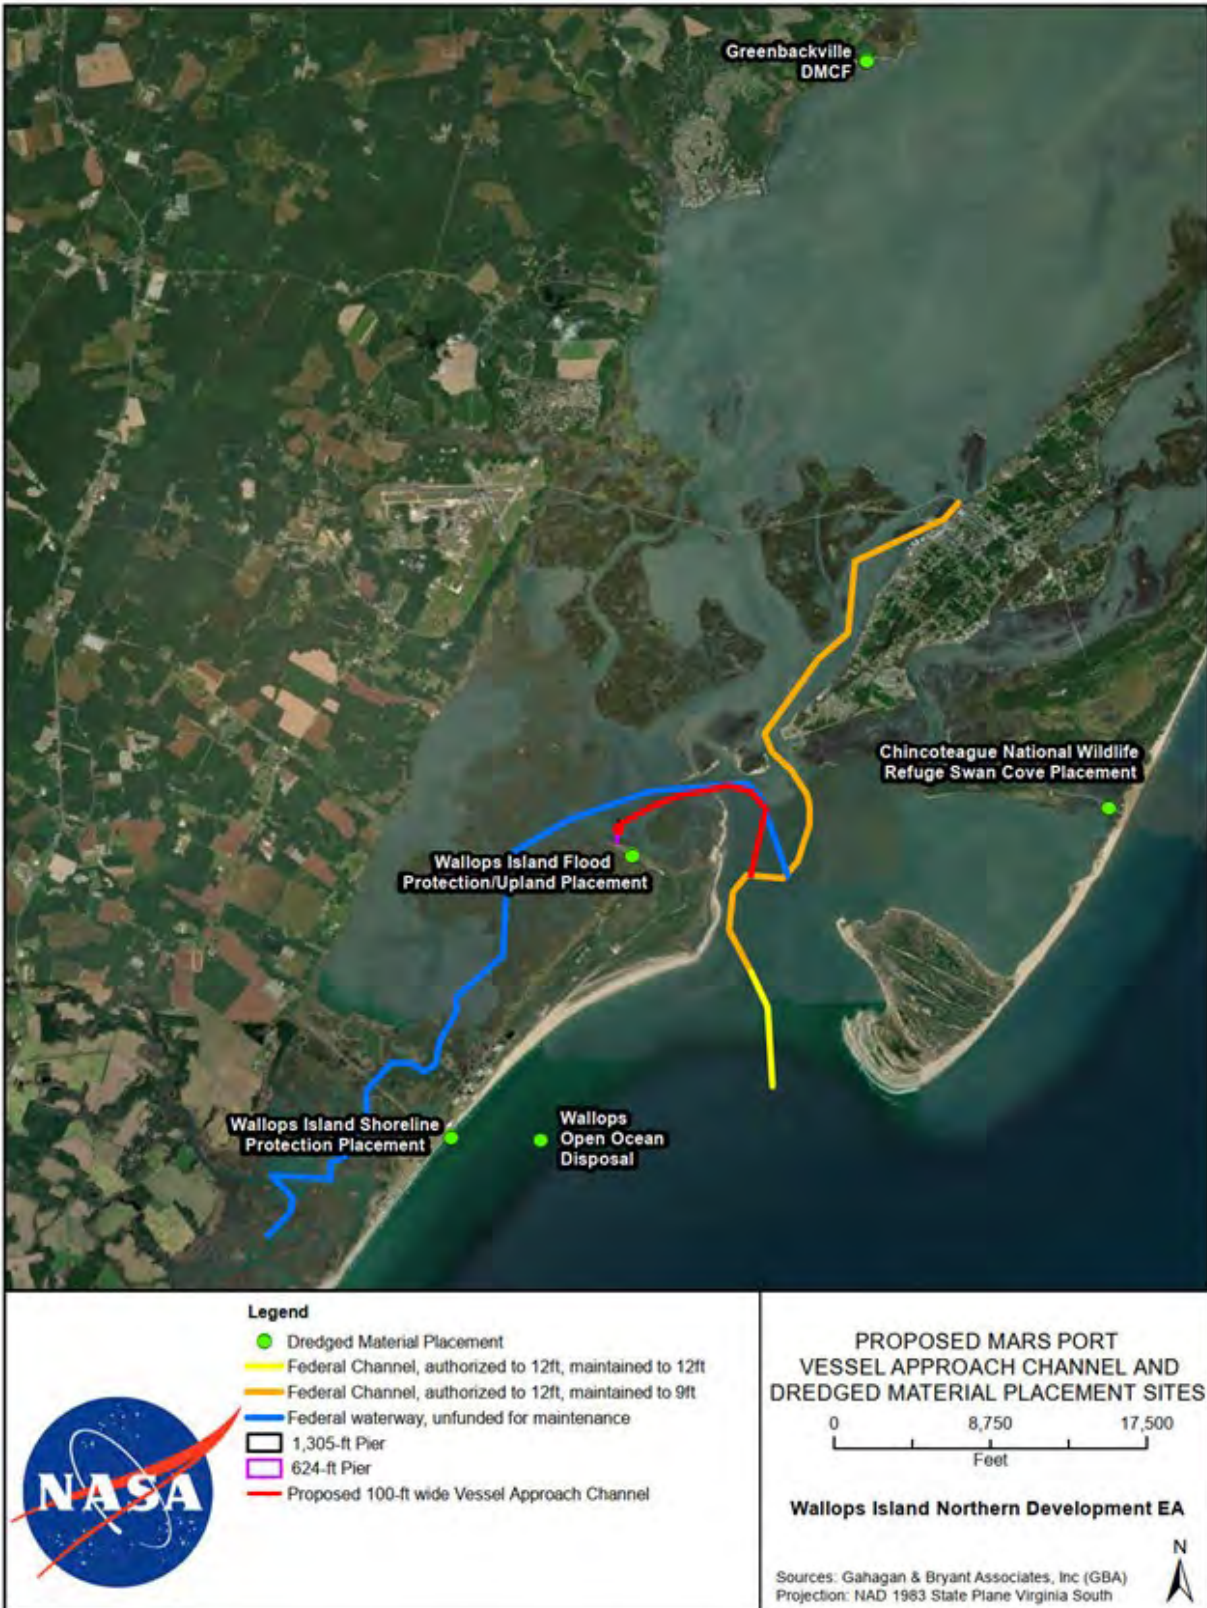 Greenbackville
DMCF
Chincoteague National Wildlife
Refuge Swan Cove Placement
Wallops Island Flood
Protection/Upland Placement
Wallops Island Shoreline
Protection Placement
Wallops
Open Ocean
Disposal
Legend
Dredged Material Placement
Federal Channel, authorized to 12ft, maintained to 12ft
Federal Channel, authorized to 12ft, maintained to 9ft
Federal waterway, unfunded for maintenance
1,305-ft Pier
624-ft Pier
Proposed 100-ft wide Vessel Approach Channel
NASA
PROPOSED MARS PORT
VESSEL APPROACH CHANNEL AND
DREDGED MATERIAL PLACEMENT SITES
0 8,750 17,500
Feet
Wallops Island Northern Development EA
N
Sources: Gahagan & Bryant Associates, Inc (GBA)
Projection: NAD 1983 State Plane Virginia South